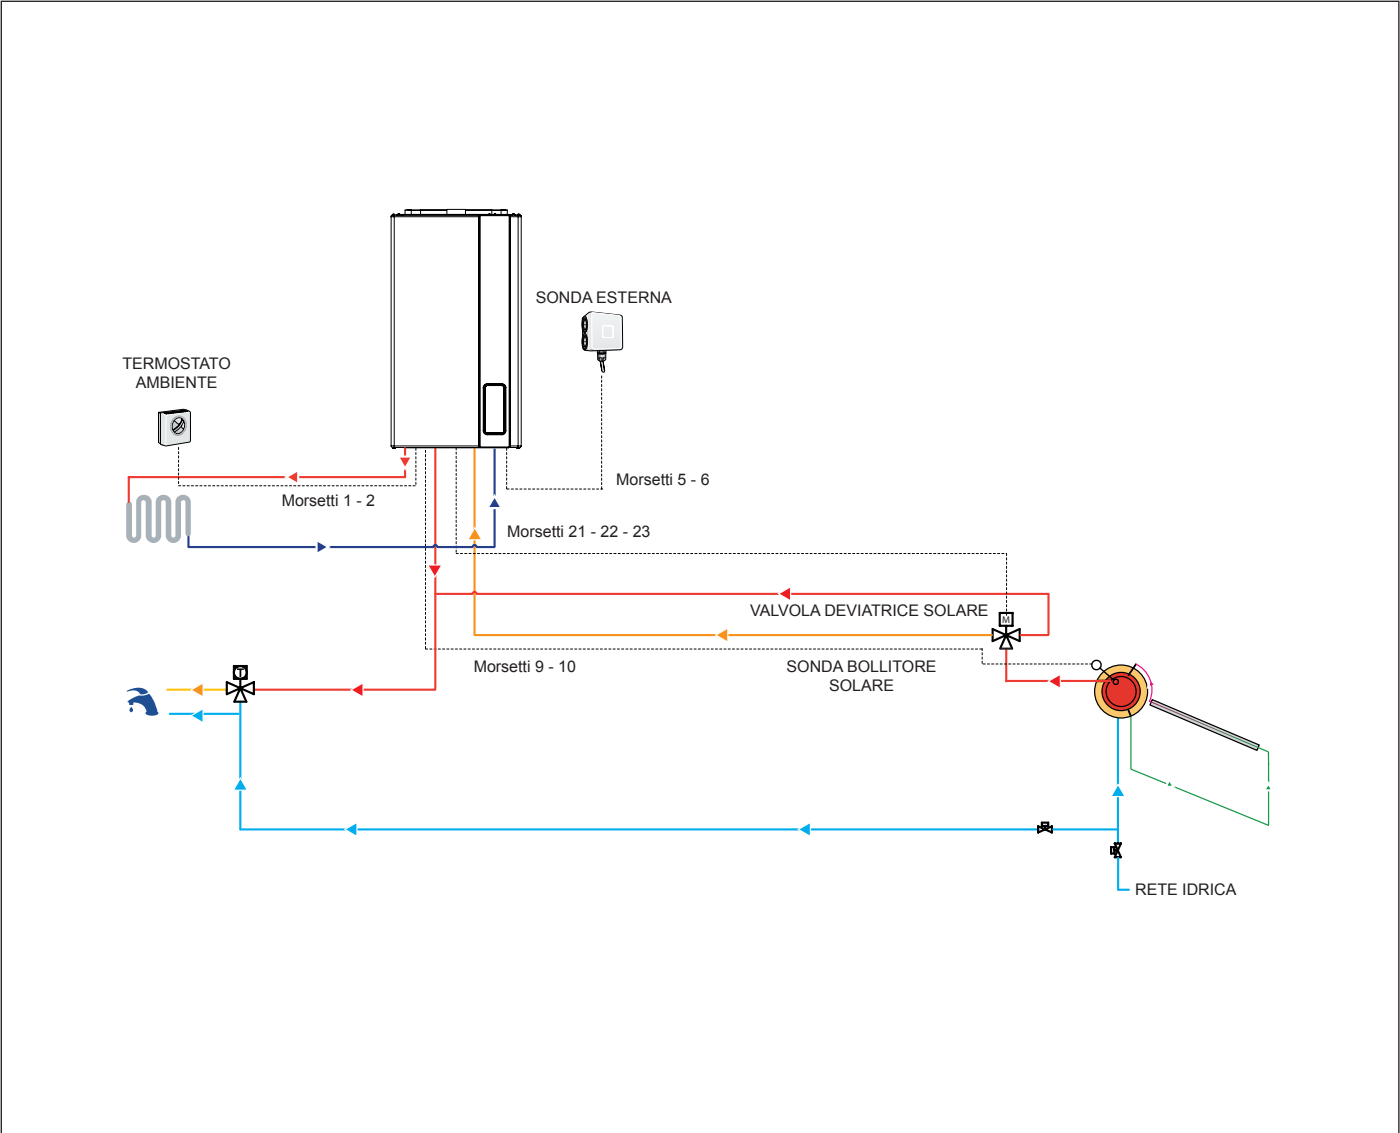 SONDA ESTERNA
TERMOSTATO
AMBIENTE
Morsetti 5 - 6
Morsetti 1 - 2
Morsetti 21 - 22 - 23
VALVOLA DEVIATRICE SOLARE
M
Morsetti 9 - 10
SONDA BOLLITORE
SOLARE
T
RETE IDRICA